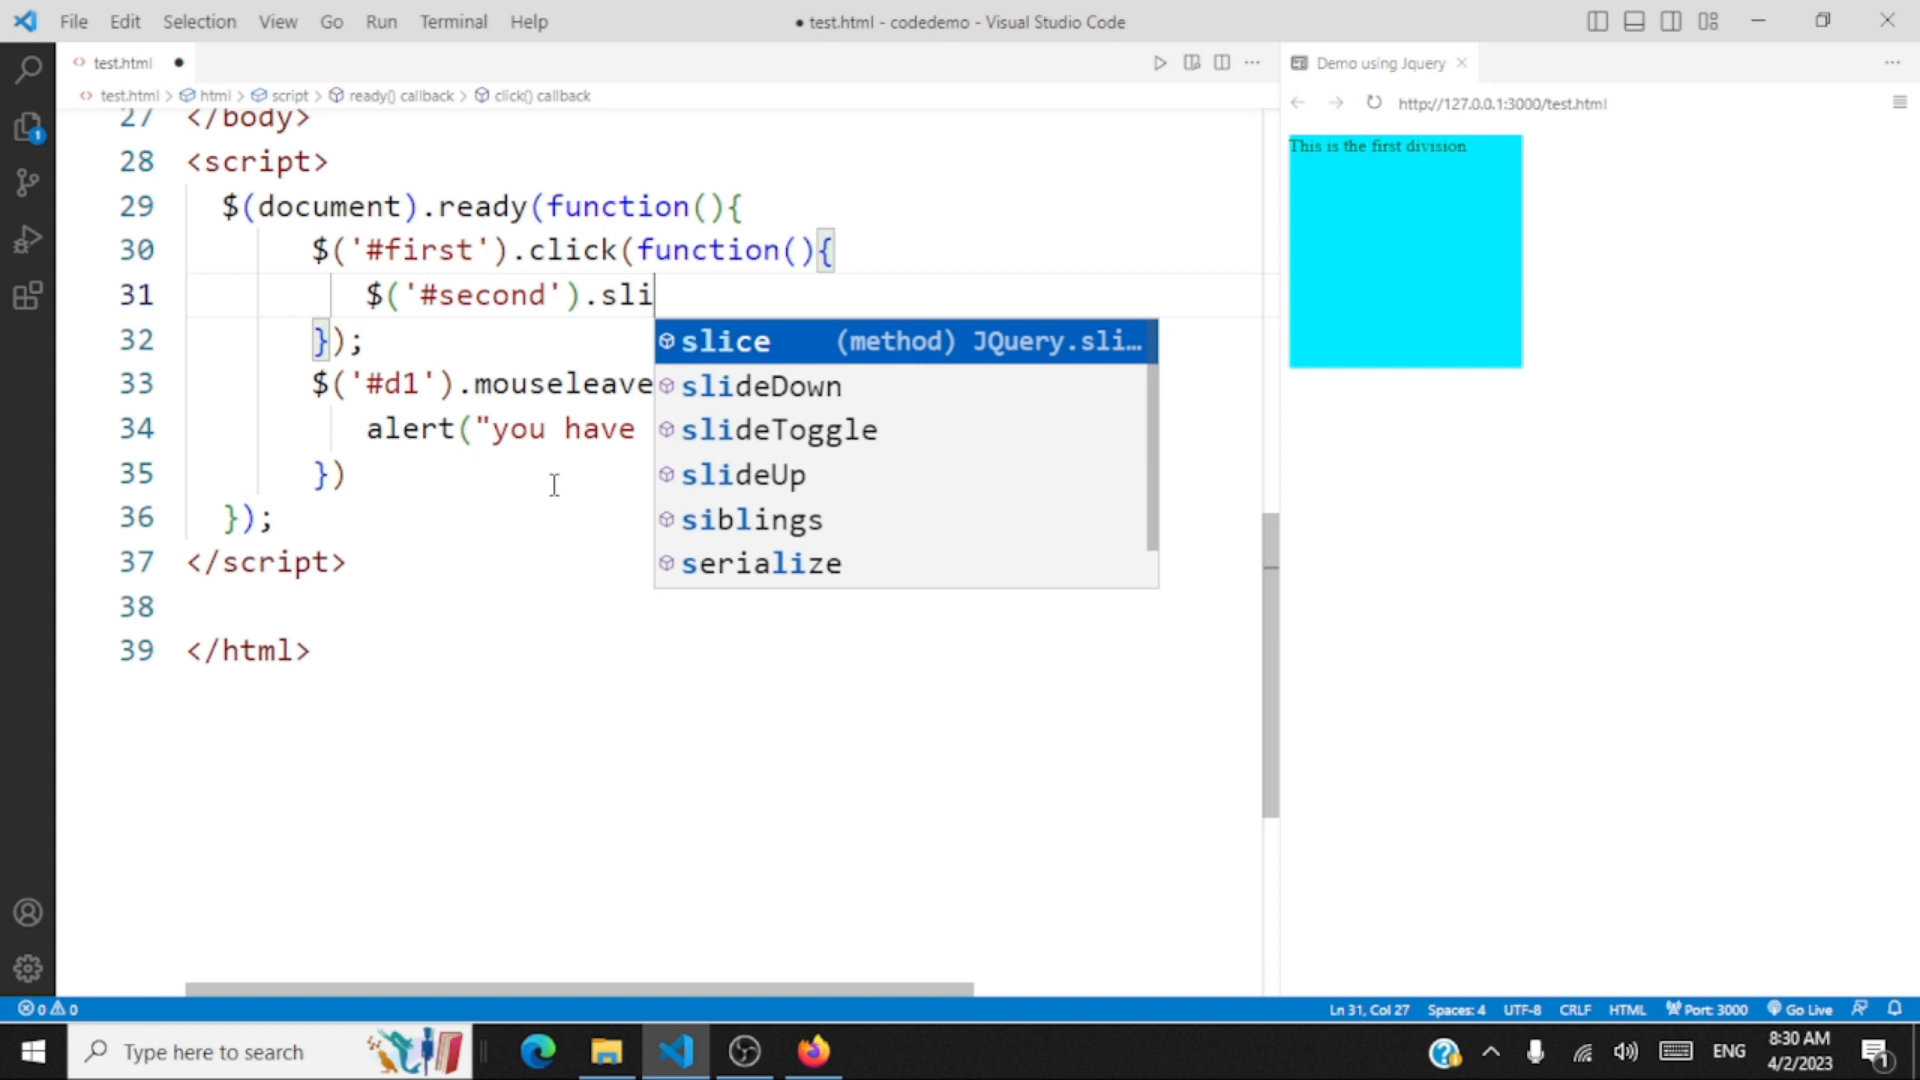 File Edit Selection View Go Run Terminal Help
● test.html - codedemo - Visual Studio Code
test.html
Demo using Jquery
test.html > html > script > ready() callback > click() callback
http://127.0.0.1:3000/test.html
27 </body>
28 <script>
29 $(document).ready(function(){
30 $('#first').click(function(){
31 $('#second').sli
32 });
33 $('#d1').mouseleave
34 alert("you have
35 })
36 });
37 </script>
38
39 </html>
slice (method) JQuery.sli…
slideDown
slideToggle
slideUp
siblings
serialize
This is the first division
1
0 0
Ln 31, Col 27 Spaces: 4 UTF-8 CRLF HTML Port: 3000 Go Live
Type here to search
ENG
8:30 AM
4/2/2023
1